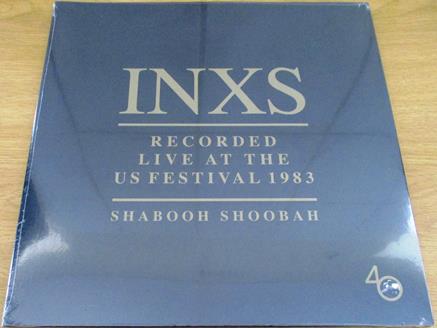 INXS
RECORDED
LIVE AT THE
US FESTIVAL 1983
SHABOOH SHOOBAH
40